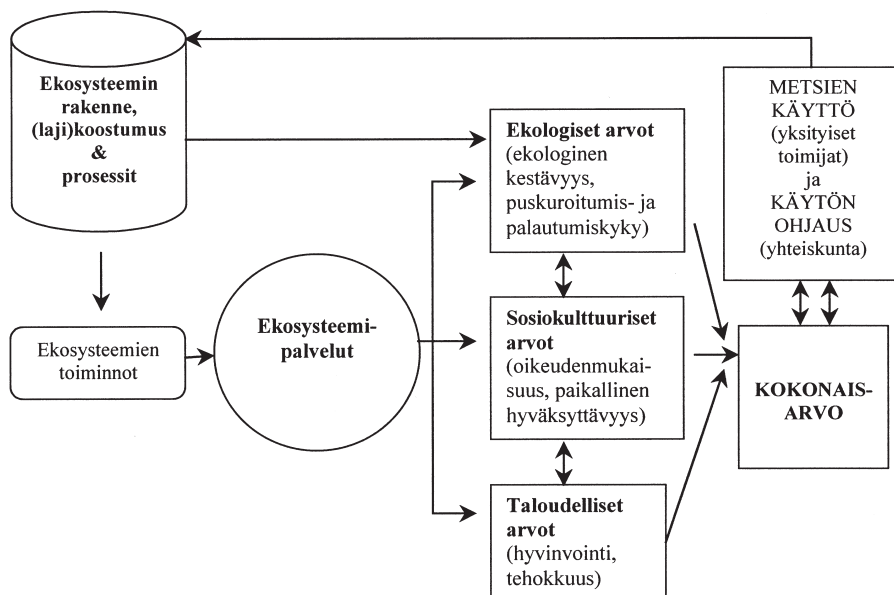 Ekosysteemin
rakenne,
(laji)koostumus
&
prosessit
Ekosysteemien
toiminnot
Ekosysteemi-
palvelut
Ekologiset arvot
(ekologinen
kestävyys,
puskuroitumis- ja
palautumiskyky)
Sosiokulttuuriset
arvot
(oikeudenmukai-
suus, paikallinen
hyväksyttävyys)
Taloudelliset
arvot
(hyvinvointi,
tehokkuus)
METSIEN
KÄYTTÖ
(yksityiset
toimijat)
ja
KÄYTÖN
OHJAUS
(yhteiskunta)
KOKONAIS-
ARVO